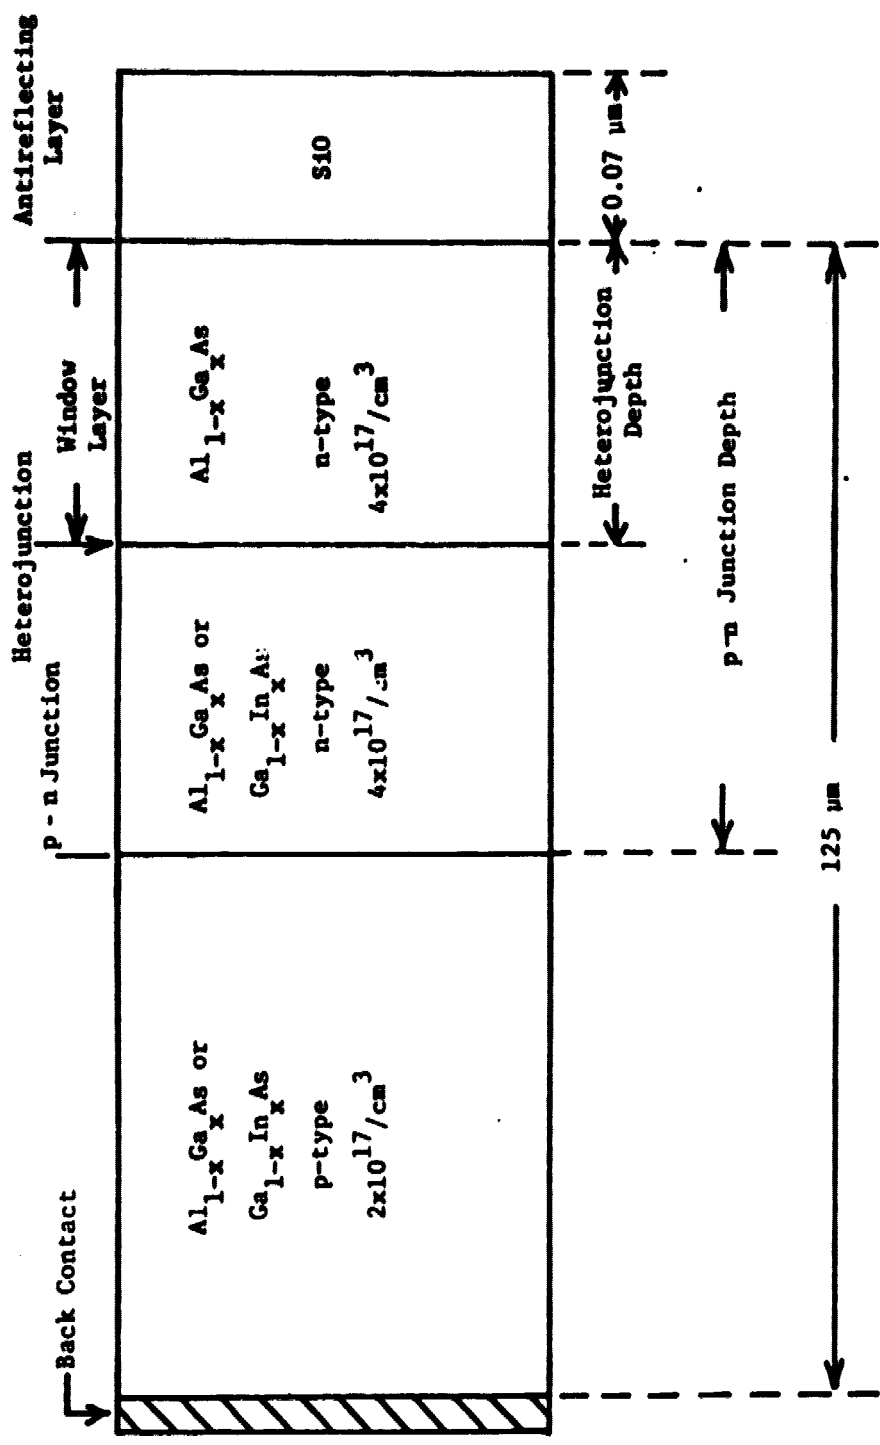 Back Contact
p-n Junction
Heterojunction
Window
Layer
Antireflecting
Layer
Al1-xGaxAs or
Ga1-xInxAs
p-type
2x10^17/cm^3
Al1-xGaxAs or
Ga1-xInxAs
n-type
4x10^17/cm^3
Al1-xGaxAs
n-type
4x10^17/cm^3
SiO
Heterojunction
Depth
0.07 μm
p-n Junction Depth
125 μm